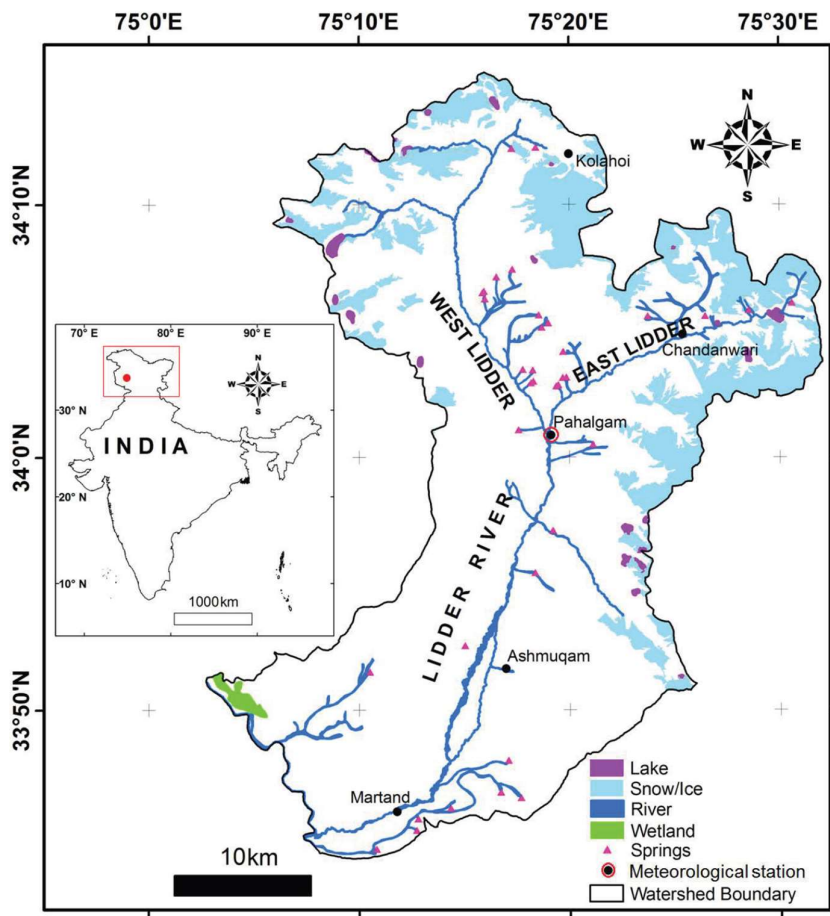 75°0'E 75°10'E 75°20'E 75°30'E
N
W E
S
Kolahoi
34°10'N
WEST LIDDER
EAST LIDDER
Chandanwari
70° E 80° E 90° E
N
W E
S
30° N
INDIA
20° N
10° N
1000km
Pahalgam
34°0'N
LIDDER RIVER
Ashmuqam
33°50'N
Martand
10km
Lake
Snow/Ice
River
Wetland
Springs
Meteorological station
Watershed Boundary